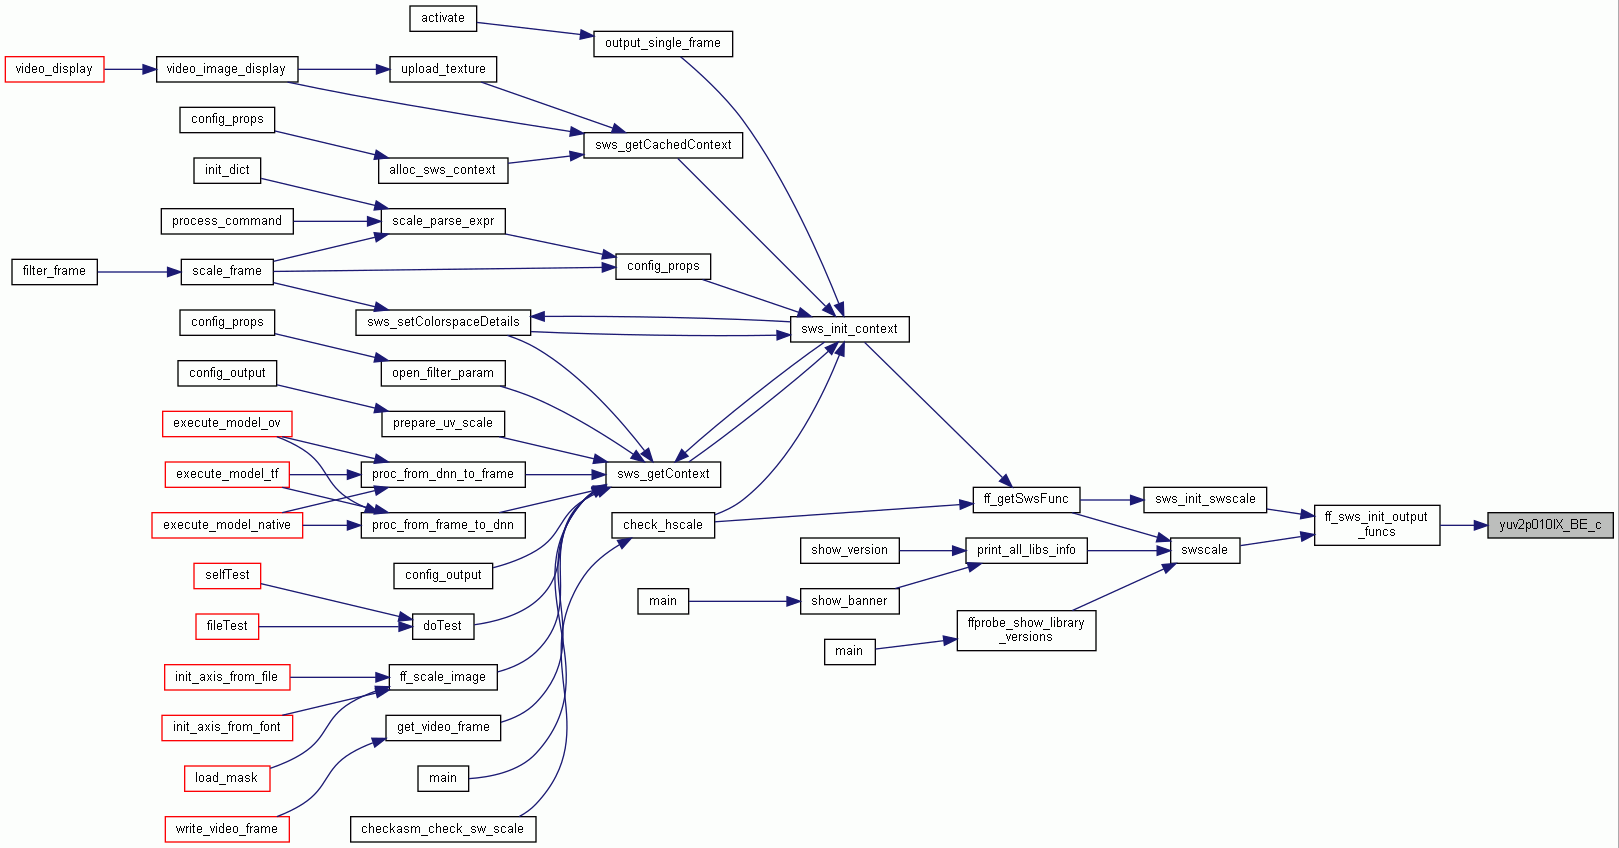 activate
output_single_frame
video_display
video_image_display
upload_texture
config_props
sws_getCachedContext
init_dict
alloc_sws_context
process_command
scale_parse_expr
filter_frame
scale_frame
config_props
config_props
sws_setColorspaceDetails
sws_init_context
config_output
open_filter_param
execute_model_ov
prepare_uv_scale
execute_model_tf
proc_from_dnn_to_frame
sws_getContext
execute_model_native
proc_from_frame_to_dnn
check_hscale
ff_getSwsFunc
sws_init_swscale
ff_sws_init_output
_funcs
yuv2p010lX_BE_c
show_version
print_all_libs_info
swscale
selfTest
config_output
main
show_banner
fileTest
doTest
ffprobe_show_library
_versions
main
init_axis_from_file
ff_scale_image
init_axis_from_font
get_video_frame
load_mask
main
write_video_frame
checkasm_check_sw_scale